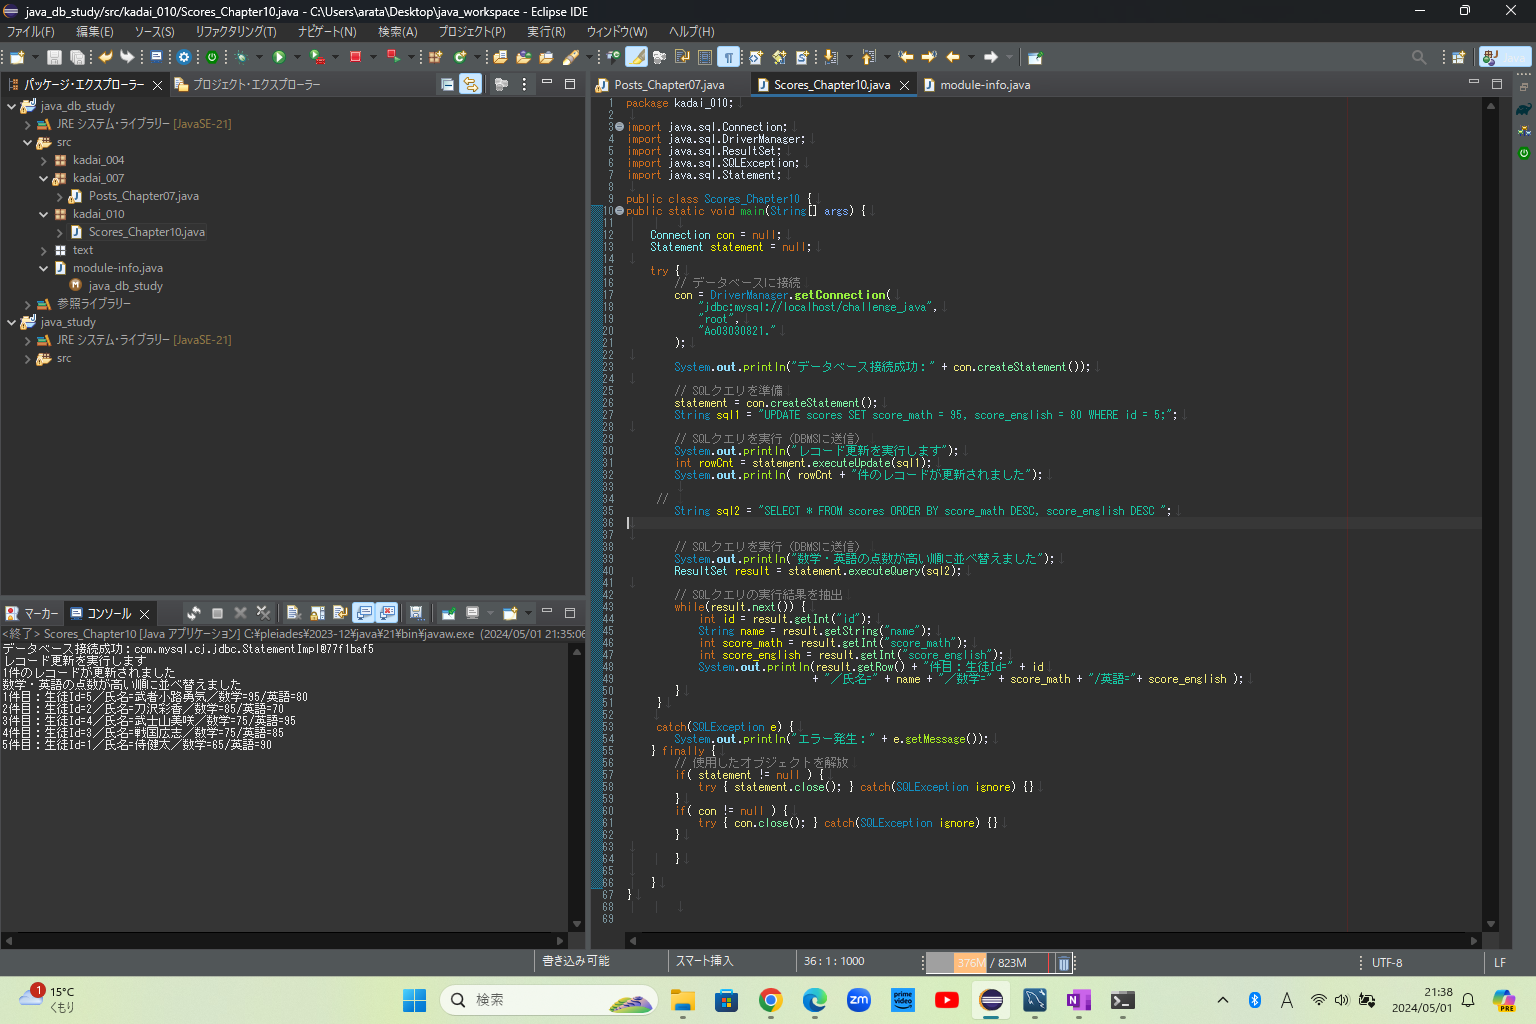 java_db_study/src/kadai_010/Scores_Chapter10.java - C:\Users\arata\Desktop\java_workspace - Eclipse IDE
ファイル(F) 編集(E) ソース(S) リファクタリング(T) ナビゲート(N) 検索(A) プロジェクト(P) 実行(R) ウィンドウ(W) ヘルプ(H)
Java
パッケージ・エクスプローラー プロジェクト・エクスプローラー
java_db_study
JRE システム・ライブラリー [JavaSE-21]
src
kadai_004
kadai_007
Posts_Chapter07.java
kadai_010
Scores_Chapter10.java
text
module-info.java
java_db_study
参照ライブラリー
java_study
JRE システム・ライブラリー [JavaSE-21]
src
Posts_Chapter07.java Scores_Chapter10.java module-info.java
1 package kadai_010;
2
3 import java.sql.Connection;
4 import java.sql.DriverManager;
5 import java.sql.ResultSet;
6 import java.sql.SQLException;
7 import java.sql.Statement;
8
9 public class Scores_Chapter10 {
10 public static void main(String[] args) {
11
12 Connection con = null;
13 Statement statement = null;
14
15 try {
16 // データベースに接続
17 con = DriverManager.getConnection(
18 "jdbc:mysql://localhost/challenge_java",
19 "root",
20 "Ao03030821."
21 );
22
23 System.out.println("データベース接続成功：" + con.createStatement());
24
25 // SQLクエリを準備
26 statement = con.createStatement();
27 String sql1 = "UPDATE scores SET score_math = 95, score_english = 80 WHERE id = 5;";
28
29 // SQLクエリを実行（DBMSに送信）
30 System.out.println("レコード更新を実行します");
31 int rowCnt = statement.executeUpdate(sql1);
32 System.out.println( rowCnt + "件のレコードが更新されました");
33
34 //
35 String sql2 = "SELECT * FROM scores ORDER BY score_math DESC, score_english DESC ";
36
37
38 // SQLクエリを実行（DBMSに送信）
39 System.out.println("数学・英語の点数が高い順に並べ替えました");
40 ResultSet result = statement.executeQuery(sql2);
41
42 // SQLクエリの実行結果を抽出
43 while(result.next()) {
44 int id = result.getInt("id");
45 String name = result.getString("name");
46 int score_math = result.getInt("score_math");
47 int score_english = result.getInt("score_english");
48 System.out.println(result.getRow() + "件目：生徒Id=" + id
49 + "／氏名=" + name + "／数学=" + score_math + "/英語="+ score_english );
50 }
51 }
52
53 catch(SQLException e) {
54 System.out.println("エラー発生：" + e.getMessage());
55 } finally {
56 // 使用したオブジェクトを解放
57 if( statement != null ) {
58 try { statement.close(); } catch(SQLException ignore) {}
59 }
60 if( con != null ) {
61 try { con.close(); } catch(SQLException ignore) {}
62 }
63
64 }
65
66 }
67 }
68
69
マーカー コンソール
<終了> Scores_Chapter10 [Java アプリケーション] C:¥pleiades¥2023-12¥java¥21¥bin¥javaw.exe (2024/05/01 21:35:06
データベース接続成功：com.mysql.cj.jdbc.StatementImpl@77f1baf5
レコード更新を実行します
1件のレコードが更新されました
数学・英語の点数が高い順に並べ替えました
1件目：生徒Id=5／氏名=武者小路勇気／数学=95/英語=80
2件目：生徒Id=2／氏名=刀沢彩香／数学=85/英語=70
3件目：生徒Id=4／氏名=武士山美咲／数学=75/英語=95
4件目：生徒Id=3／氏名=戦国広志／数学=75/英語=85
5件目：生徒Id=1／氏名=侍健太／数学=65/英語=90
書き込み可能 スマート挿入 36 : 1 : 1000 376M / 823M UTF-8 LF
1
15°C
くもり
検索
zm
prime video
N
A
21:38
2024/05/01
PRE